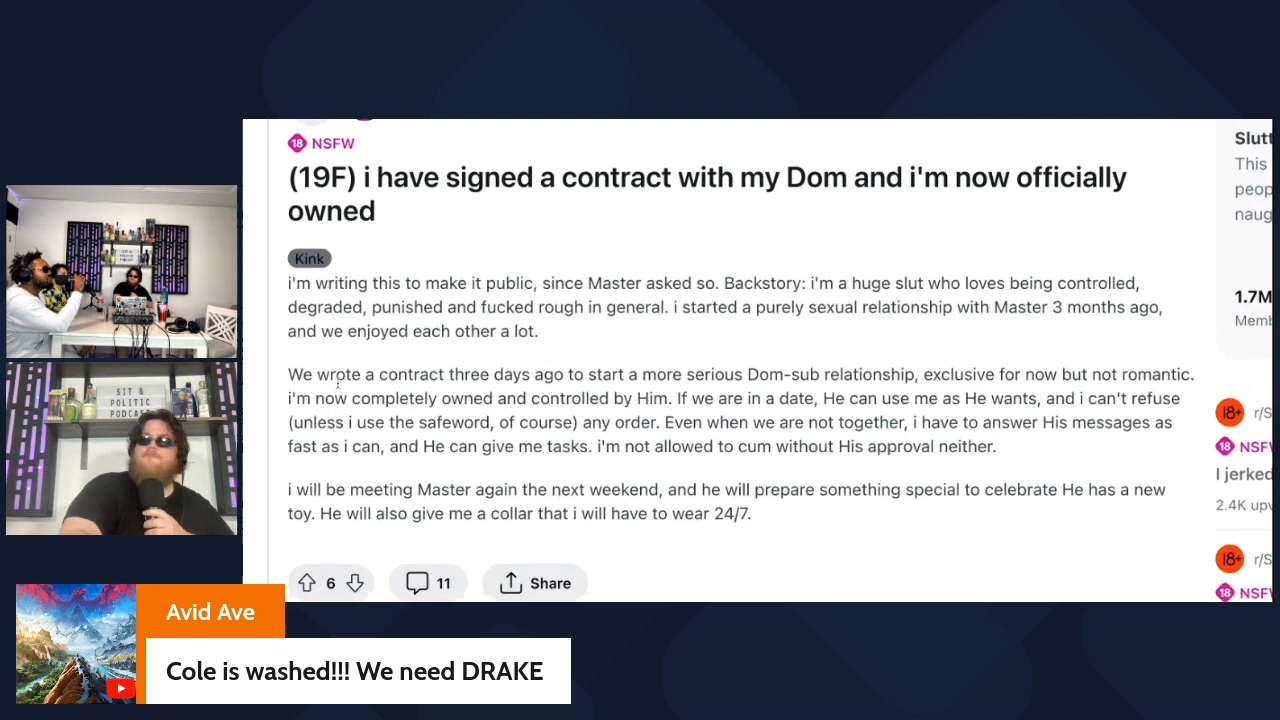 18 NSFW
(19F) i have signed a contract with my Dom and i'm now officially
owned
Kink
i'm writing this to make it public, since Master asked so. Backstory: i'm a huge slut who loves being controlled,
degraded, punished and fucked rough in general. i started a purely sexual relationship with Master 3 months ago,
and we enjoyed each other a lot.
We wrote a contract three days ago to start a more serious Dom-sub relationship, exclusive for now but not romantic.
i'm now completely owned and controlled by Him. If we are in a date, He can use me as He wants, and i can't refuse
(unless i use the safeword, of course) any order. Even when we are not together, i have to answer His messages as
fast as i can, and He can give me tasks. i'm not allowed to cum without His approval neither.
i will be meeting Master again the next weekend, and he will prepare something special to celebrate He has a new
toy. He will also give me a collar that i will have to wear 24/7.
6
11
Share
Slutt
This
peop
naug
1.7M
Memb
18+ r/S
18 NSFW
I jerked
2.4K upv
18+ r/S
18 NSFW
SIT &
POLITIC
PODCAST
Avid Ave
Cole is washed!!! We need DRAKE